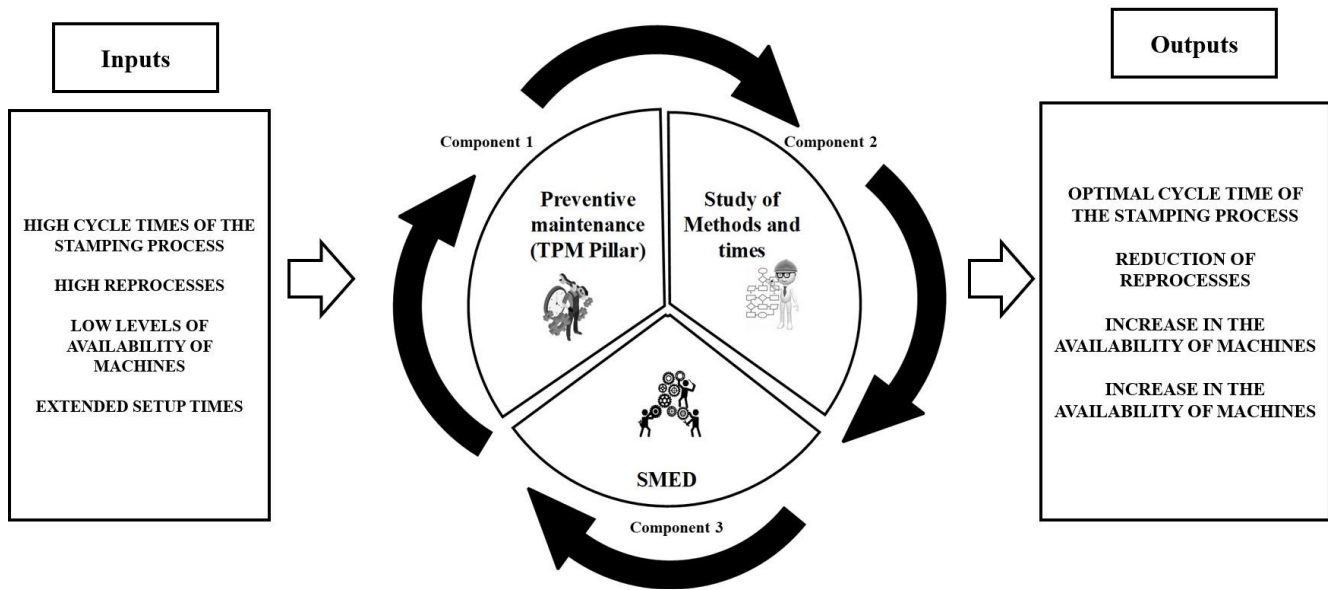 Inputs
HIGH CYCLE TIMES OF THE
STAMPING PROCESS
HIGH REPROCESSES
LOW LEVELS OF
AVAILABILITY OF
MACHINES
EXTENDED SETUP TIMES
Component 1
Preventive
maintenance
(TPM Pillar)
Component 2
Study of
Methods and
times
SMED
Component 3
Outputs
OPTIMAL CYCLE TIME OF
THE STAMPING PROCESS
REDUCTION OF
REPROCESSES
INCREASE IN THE
AVAILABILITY OF MACHINES
INCREASE IN THE
AVAILABILITY OF MACHINES